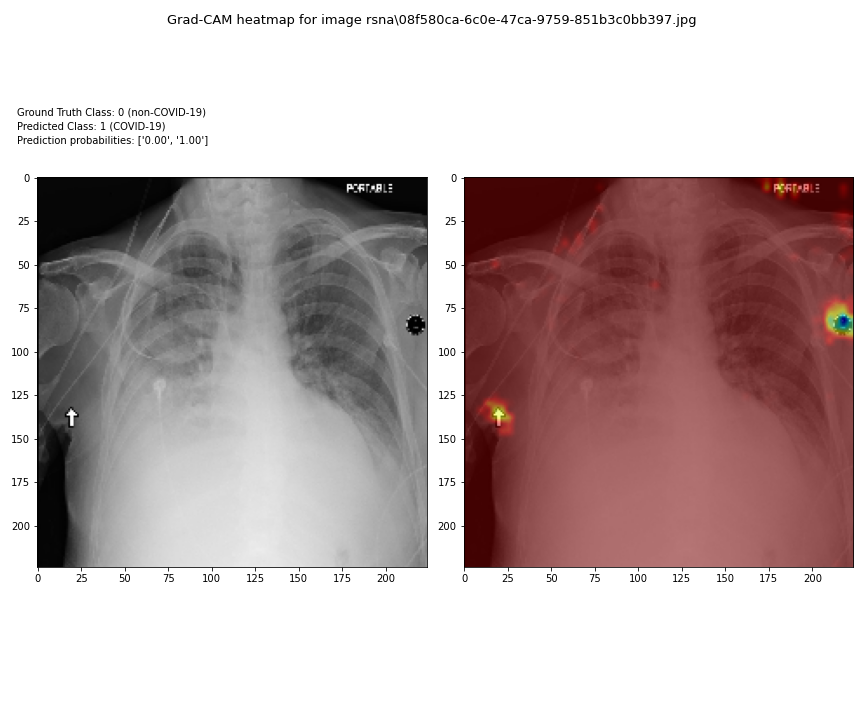 Grad-CAM heatmap for image rsna\08f580ca-6c0e-47ca-9759-851b3c0bb397.jpg
Ground Truth Class: 0 (non-COVID-19)
Predicted Class: 1 (COVID-19)
Prediction probabilities: ['0.00', '1.00']
PORTABLE
0
25
50
75
100
125
150
175
200
0 25 50 75 100 125 150 175 200
PORTABLE
0
25
50
75
100
125
150
175
200
0 25 50 75 100 125 150 175 200